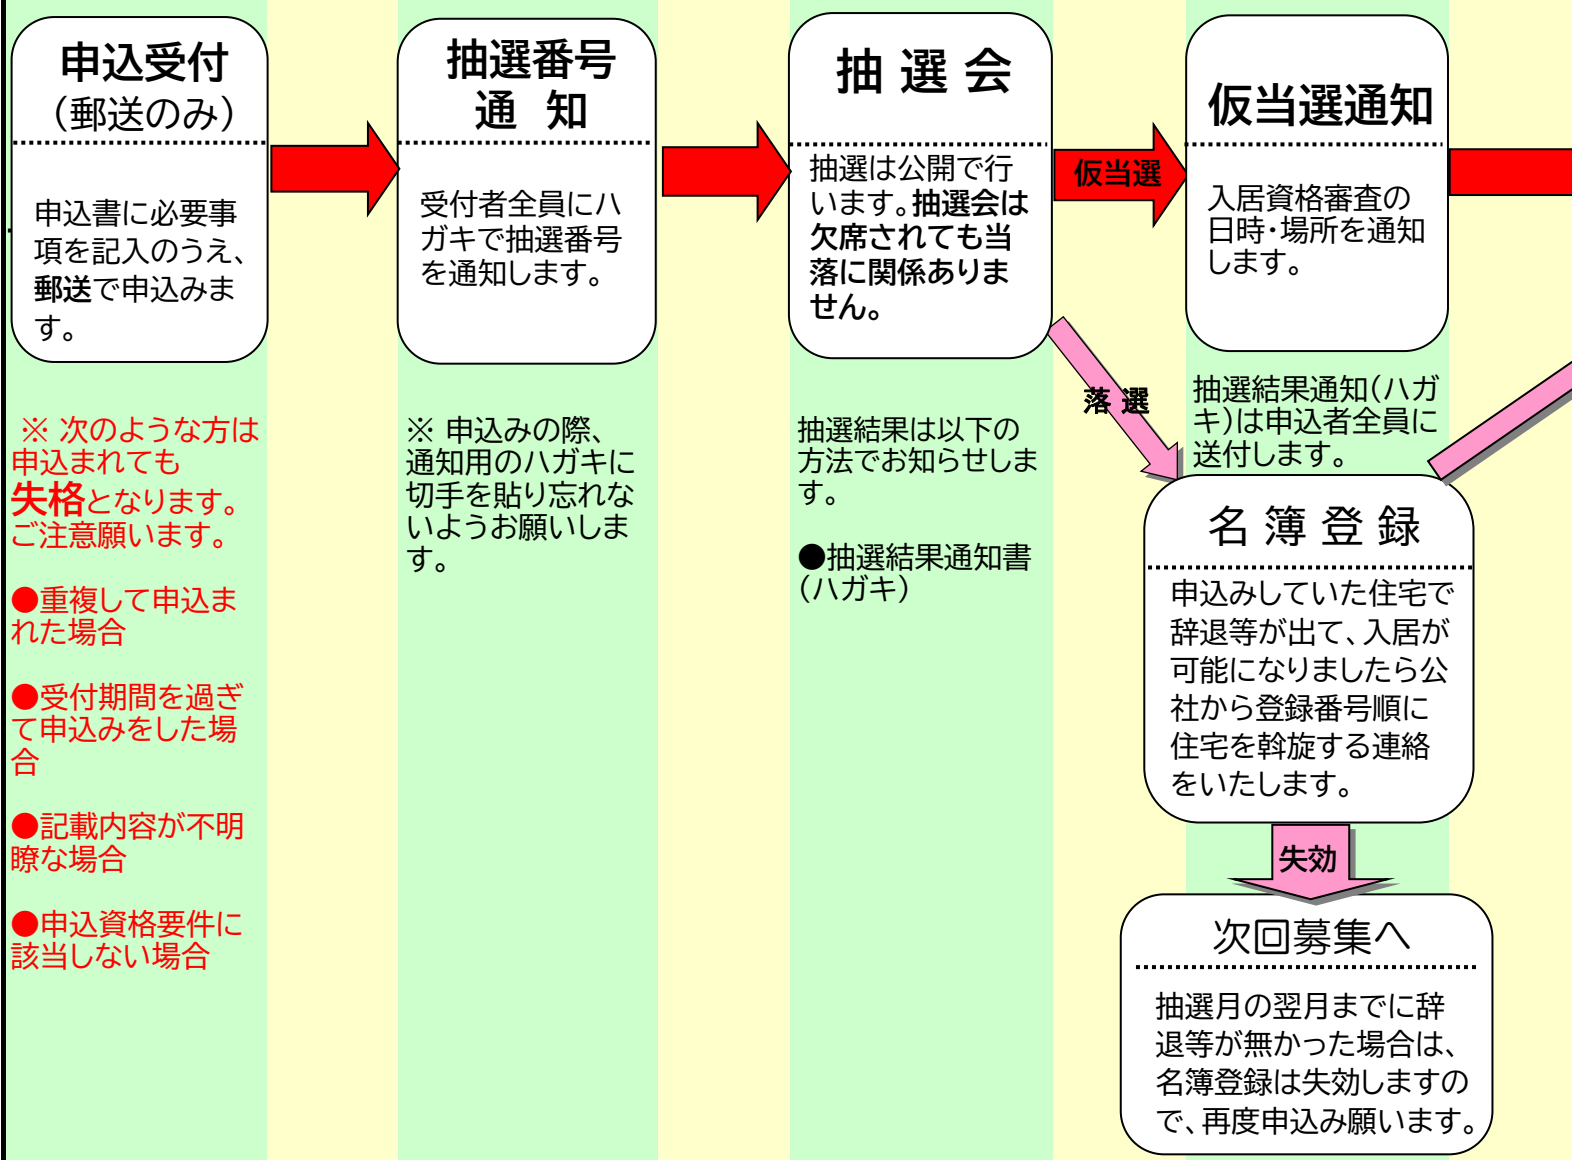 申込受付
（郵送のみ）
申込書に必要事
項を記入のうえ、
郵送で申込みま
す。
※ 次のような方は
申込まれても
失格となります。
ご注意願います。
●重複して申込ま
れた場合
●受付期間を過ぎ
て申込みをした場
合
●記載内容が不明
瞭な場合
●申込資格要件に
該当しない場合
抽選番号
通 知
受付者全員にハ
ガキで抽選番号
を通知します。
※ 申込みの際、
通知用のハガキに
切手を貼り忘れな
いようお願いしま
す。
抽 選 会
抽選は公開で行
います。抽選会は
欠席されても当
落に関係ありま
せん。
抽選結果は以下の
方法でお知らせしま
す。
●抽選結果通知書
（ハガキ）
仮当選
落 選
仮当選通知
入居資格審査の
日時・場所を通知
します。
抽選結果通知(ハガ
キ)は申込者全員に
送付します。
名 簿 登 録
申込みしていた住宅で
辞退等が出て、入居が
可能になりましたら公
社から登録番号順に
住宅を斡旋する連絡
をいたします。
失効
次回募集へ
抽選月の翌月までに辞
退等が無かった場合は、
名簿登録は失効しますの
で、再度申込み願います。